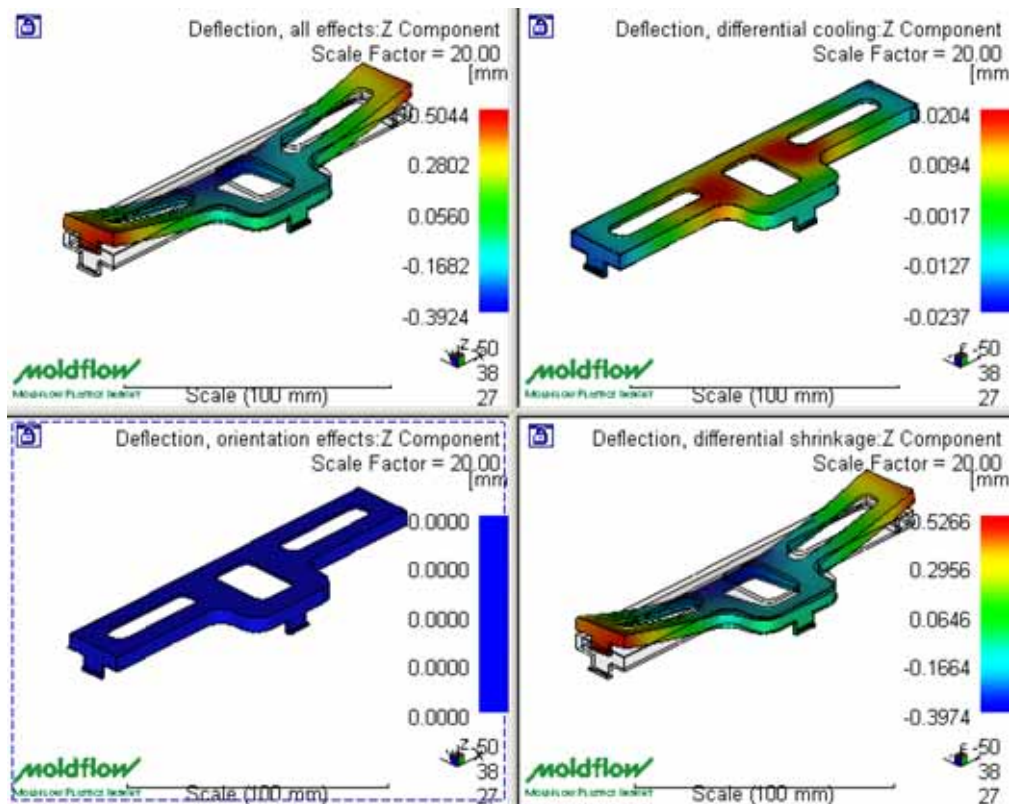 Deflection, all effects:Z Component
Scale Factor = 20.00
[mm
0.5044
0.2802
0.0560
-0.1682
-0.3924
moldflow
Scale (100 mm)
-50
38
27
Deflection, differential cooling:Z Component
Scale Factor = 20.00
[mm
0.0204
0.0094
-0.0017
-0.0127
-0.0237
moldflow
Scale (100 mm)
-50
38
27
Deflection, orientation effects:Z Component
Scale Factor = 20.00
[mm
0.0000
0.0000
0.0000
0.0000
0.0000
moldflow
Scale (100 mm)
-50
38
27
Deflection, differential shrinkage:Z Component
Scale Factor = 20.00
[mm
0.5266
0.2956
0.0646
-0.1664
-0.3974
moldflow
Scale (100 mm)
-50
38
27